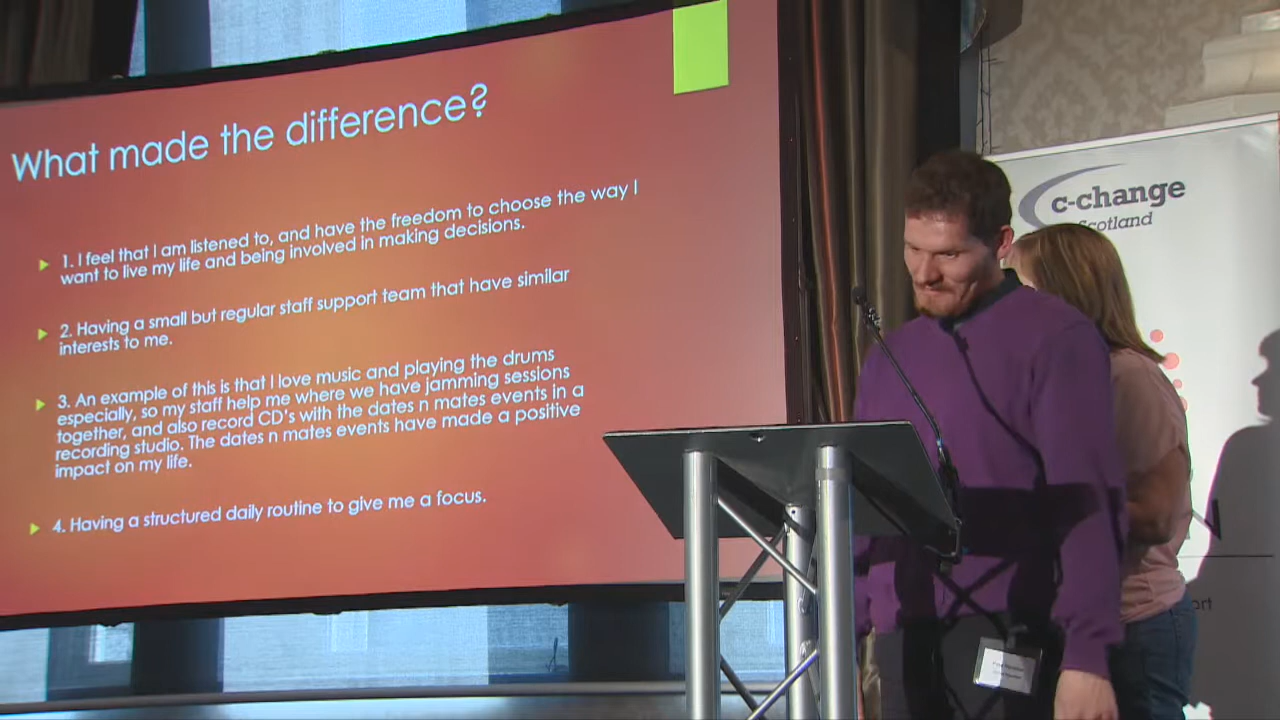 What made the difference?
1. I feel that I am listened to, and have the freedom to choose the way I
want to live my life and being involved in making decisions.
2. Having a small but regular staff support team that have similar
interests to me.
3. An example of this is that I love music and playing the drums
especially, so my staff help me where we have jamming sessions
together, and also record CD's with the dates n mates events in a
recording studio. The dates n mates events have made a positive
impact on my life.
4. Having a structured daily routine to give me a focus.
c-change
Scotland